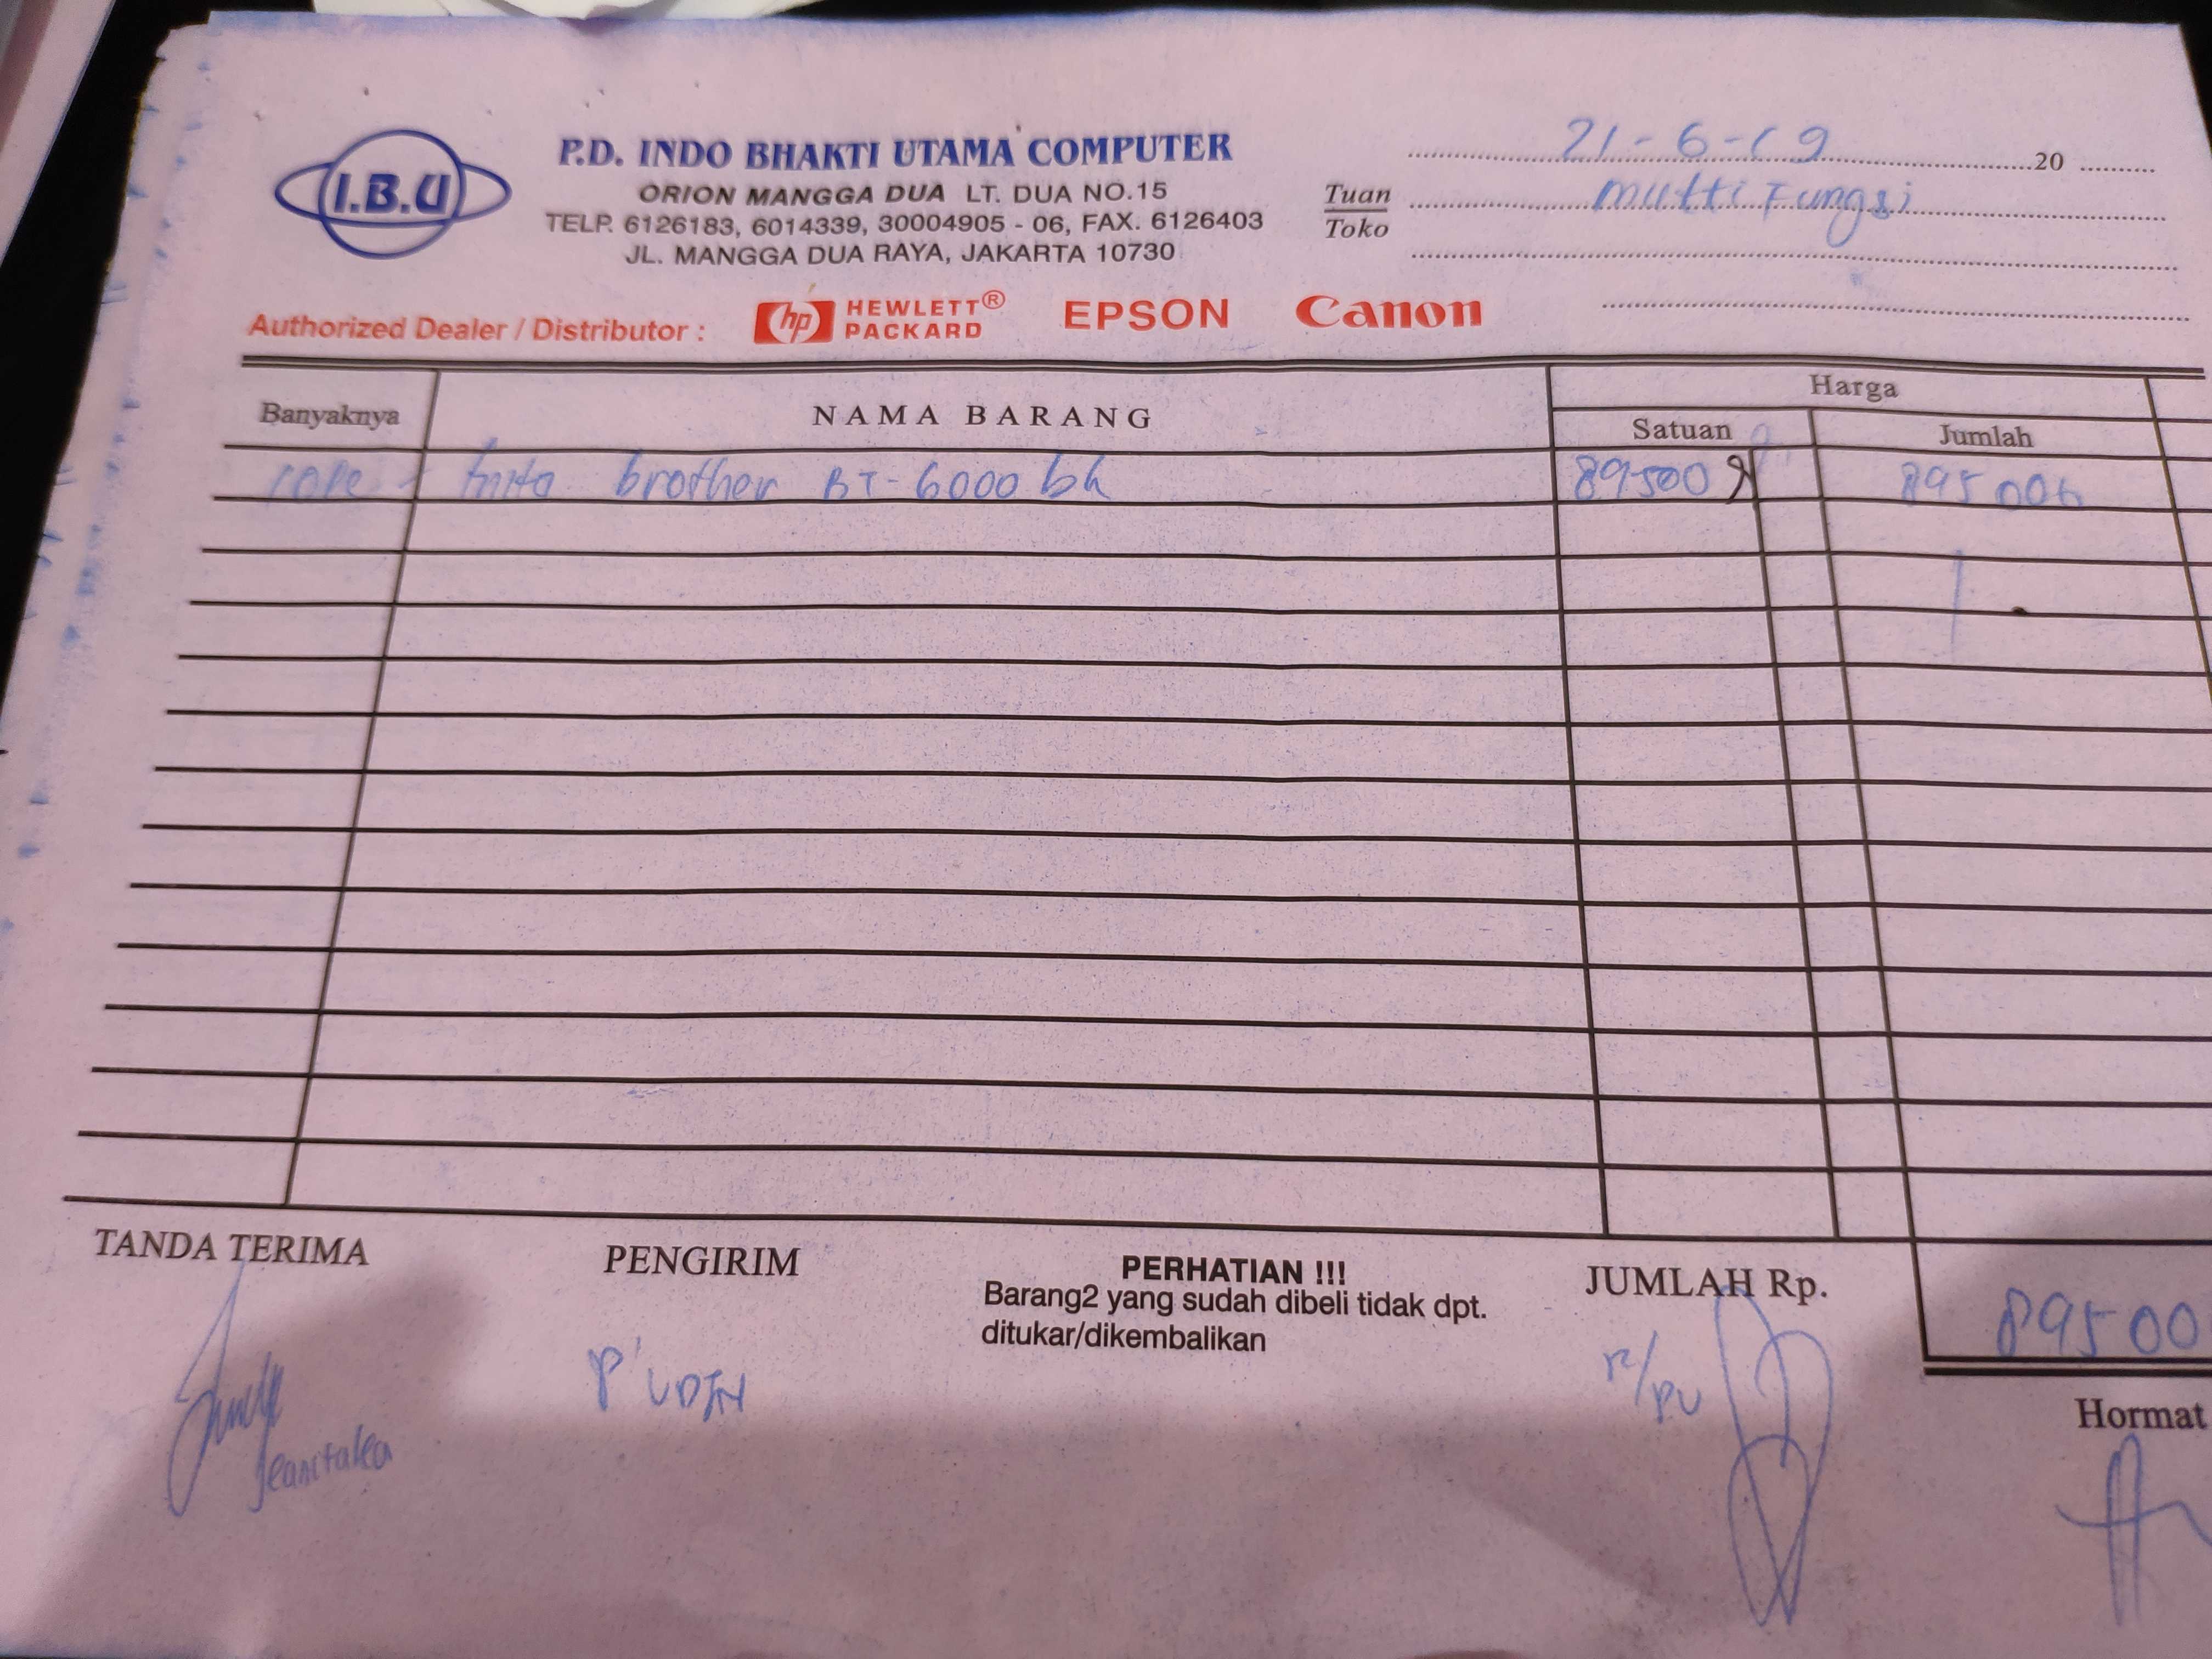 I.B.U
P.D. INDO BHAKTI UTAMA COMPUTER
ORION MANGGA DUA LT. DUA NO.15
TELP. 6126183, 6014339, 30004905 - 06, FAX. 6126403
JL. MANGGA DUA RAYA, JAKARTA 10730
21-6-19 20
Tuan Multi Fungsi
Toko
Authorized Dealer / Distributor : hp HEWLETT® PACKARD EPSON Canon
Banyaknya NAMA BARANG Harga
Satuan Jumlah
brother BT-6000 bk 89500 895000
TANDA TERIMA PENGIRIM PERHATIAN !!! JUMLAH Rp. 89500
Barang2 yang sudah dibeli tidak dpt.
ditukar/dikembalikan
P'UDIN
Hormat